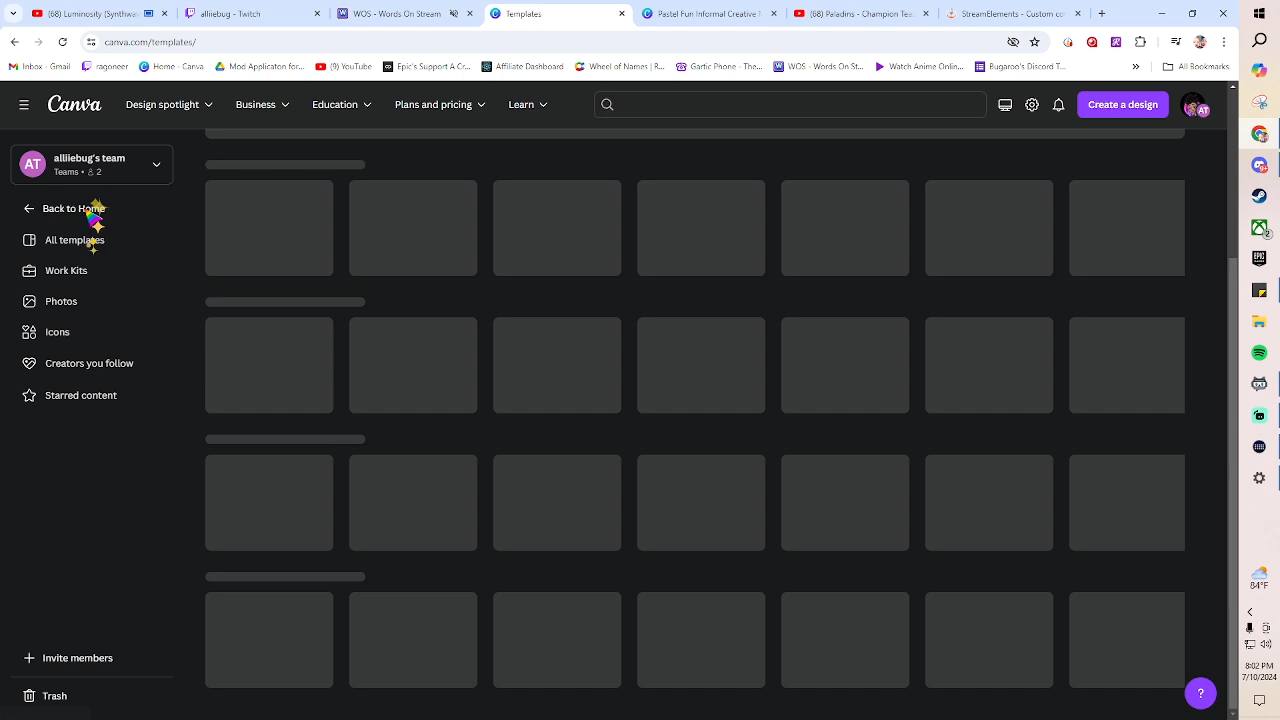 (68) Luminight (Synthwa
alliebug - Twitch
WOS - Words On Stream
Templates
Pastel Fun Informal Creative M
(68) Paladins - Champion Teas
StreamElements - Custom co
canva.com/templates/
Inbox - Gmail
ragoneer
Home - Canva
Mod Applicaton for...
(9) YouTube
Epic's Support A Cr...
Affiliate Dashboard
Wheel of Names | R...
Gartic Phone - The...
WOS - Words On St...
Watch Anime Online...
Bugaroo's Discord T...
»
All Bookmarks
Canva
Design spotlight
Business
Education
Plans and pricing
Learn
Create a design
AT
AT
alliebug's team
Teams • 2
Back to Home
All templates
Work Kits
Photos
Icons
Creators you follow
Starred content
Invite members
Trash
?
84°F
8:02 PM
7/10/2024